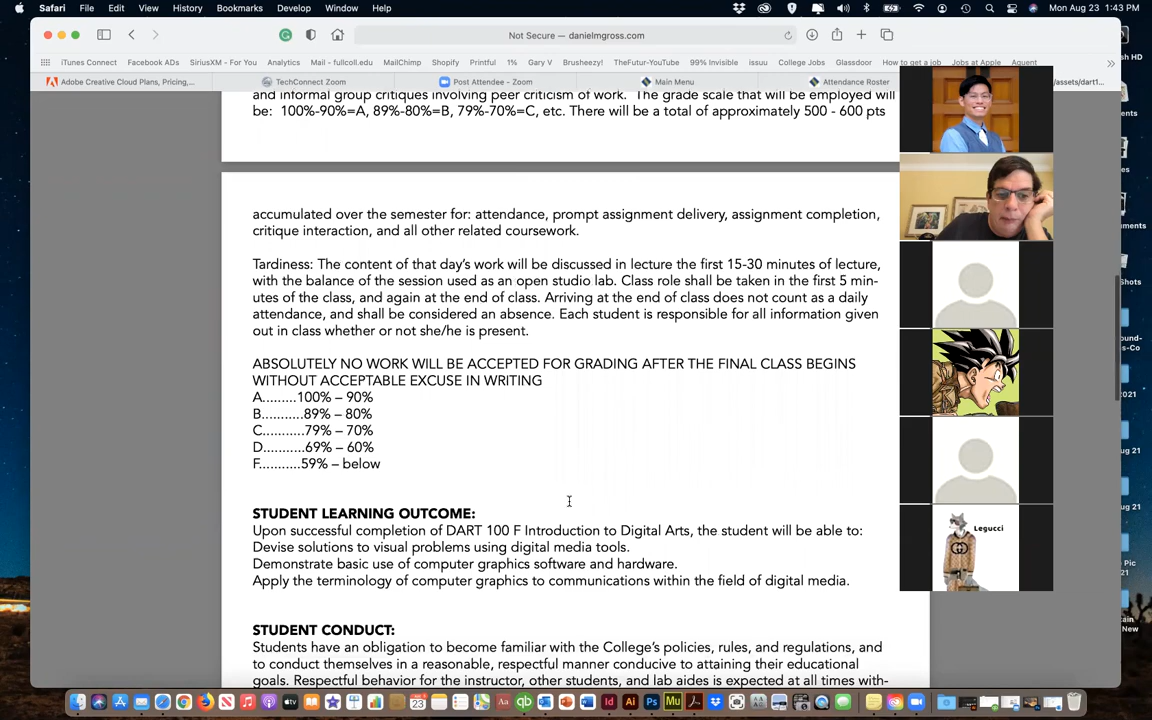 Safari File Edit View History Bookmarks Develop Window Help
Mon Aug 23 1:43 PM
Not Secure — danielmgross.com
iTunes Connect Facebook ADs SiriusXM - For You Analytics Mail - fullcoll.edu MailChimp Shopify Printful 1% Gary V Brusheezy! TheFutur-YouTube 99% Invisible issuu College Jobs Glassdoor How to get a job Jobs at Apple Aquent
Adobe Creative Cloud Plans, Pricing,... TechConnect Zoom Post Attendee - Zoom Main Menu Attendance Roster /assets/dart1...
and informal group critiques involving peer criticism of work. The grade scale that will be employed will
be: 100%-90%=A, 89%-80%=B, 79%-70%=C, etc. There will be a total of approximately 500 - 600 pts
accumulated over the semester for: attendance, prompt assignment delivery, assignment completion,
critique interaction, and all other related coursework.
Tardiness: The content of that day's work will be discussed in lecture the first 15-30 minutes of lecture,
with the balance of the session used as an open studio lab. Class role shall be taken in the first 5 min-
utes of the class, and again at the end of class. Arriving at the end of class does not count as a daily
attendance, and shall be considered an absence. Each student is responsible for all information given
out in class whether or not she/he is present.
ABSOLUTELY NO WORK WILL BE ACCEPTED FOR GRADING AFTER THE FINAL CLASS BEGINS
WITHOUT ACCEPTABLE EXCUSE IN WRITING
A.........100% – 90%
B...........89% – 80%
C...........79% – 70%
D...........69% – 60%
F...........59% – below
STUDENT LEARNING OUTCOME:
Upon successful completion of DART 100 F Introduction to Digital Arts, the student will be able to:
Devise solutions to visual problems using digital media tools.
Demonstrate basic use of computer graphics software and hardware.
Apply the terminology of computer graphics to communications within the field of digital media.
STUDENT CONDUCT:
Students have an obligation to become familiar with the College's policies, rules, and regulations, and
to conduct themselves in a reasonable, respectful manner conducive to attaining their educational
goals. Respectful behavior for the instructor, other students, and lab aides is expected at all times with-
Legucci
HD
Shots
2021
ug 21
ug 21
Pic
21
New